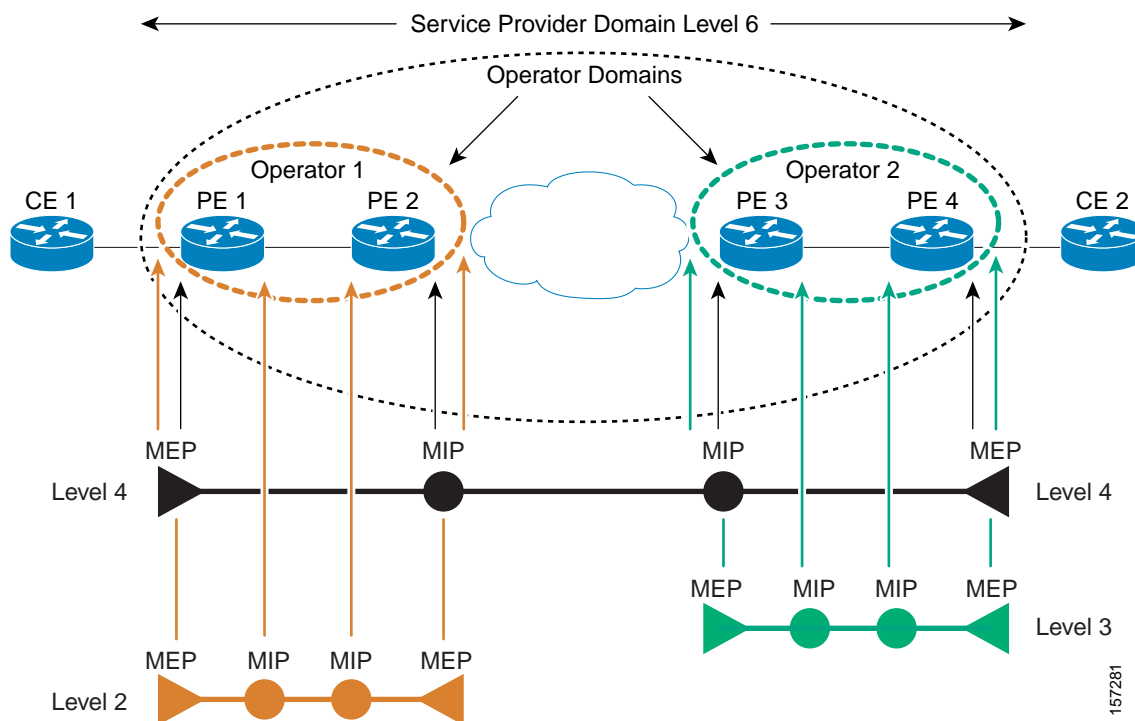 Service Provider Domain Level 6
Operator Domains
Operator 1
Operator 2
CE 1
PE 1
PE 2
PE 3
PE 4
CE 2
MEP
MIP
MIP
MEP
Level 4
Level 4
MEP
MIP
MIP
MEP
Level 3
MEP
MIP
MIP
MEP
Level 2
157281